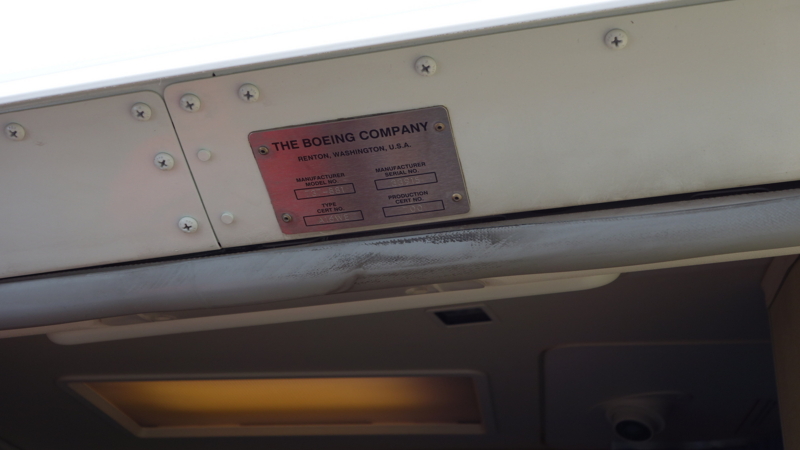 THE BOEING COMPANY
RENTON, WASHINGTON, U.S.A.
MANUFACTURER
MODEL NO.
MANUFACTURER
SERIAL NO.
TYPE
CERT NO.
PRODUCTION
CERT NO.